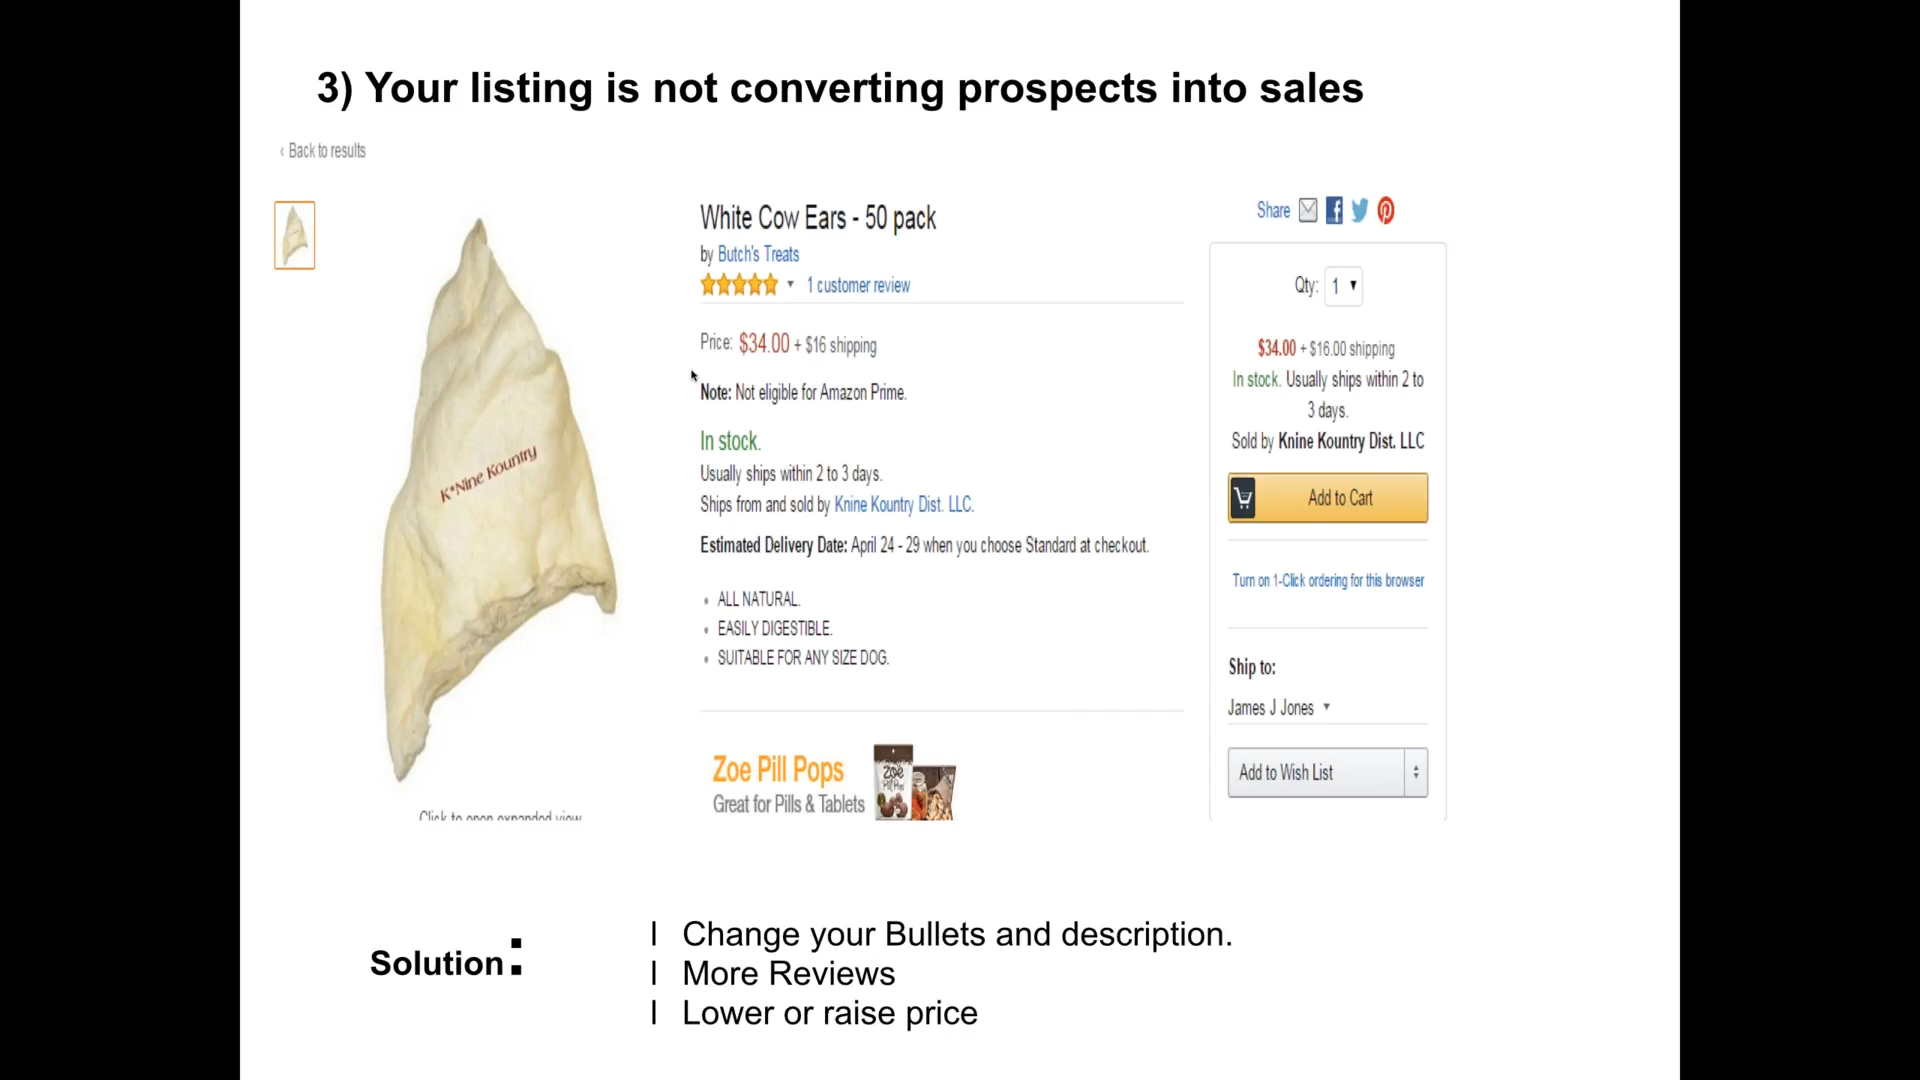 3) Your listing is not converting prospects into sales
‹ Back to results
White Cow Ears - 50 pack
by Butch's Treats
1 customer review
Price: $34.00 + $16 shipping
Note: Not eligible for Amazon Prime.
In stock.
Usually ships within 2 to 3 days.
Ships from and sold by Knine Kountry Dist. LLC.
Estimated Delivery Date: April 24 - 29 when you choose Standard at checkout.
• ALL NATURAL.
• EASILY DIGESTIBLE.
• SUITABLE FOR ANY SIZE DOG.
K*Nine Kountry
Click to open expanded view
Zoe Pill Pops
Great for Pills & Tablets
zoe
Share
Qty: 1
$34.00 + $16.00 shipping
In stock. Usually ships within 2 to
3 days.
Sold by Knine Kountry Dist. LLC
Add to Cart
Turn on 1-Click ordering for this browser
Ship to:
James J Jones
Add to Wish List
Solution:
l Change your Bullets and description.
l More Reviews
l Lower or raise price